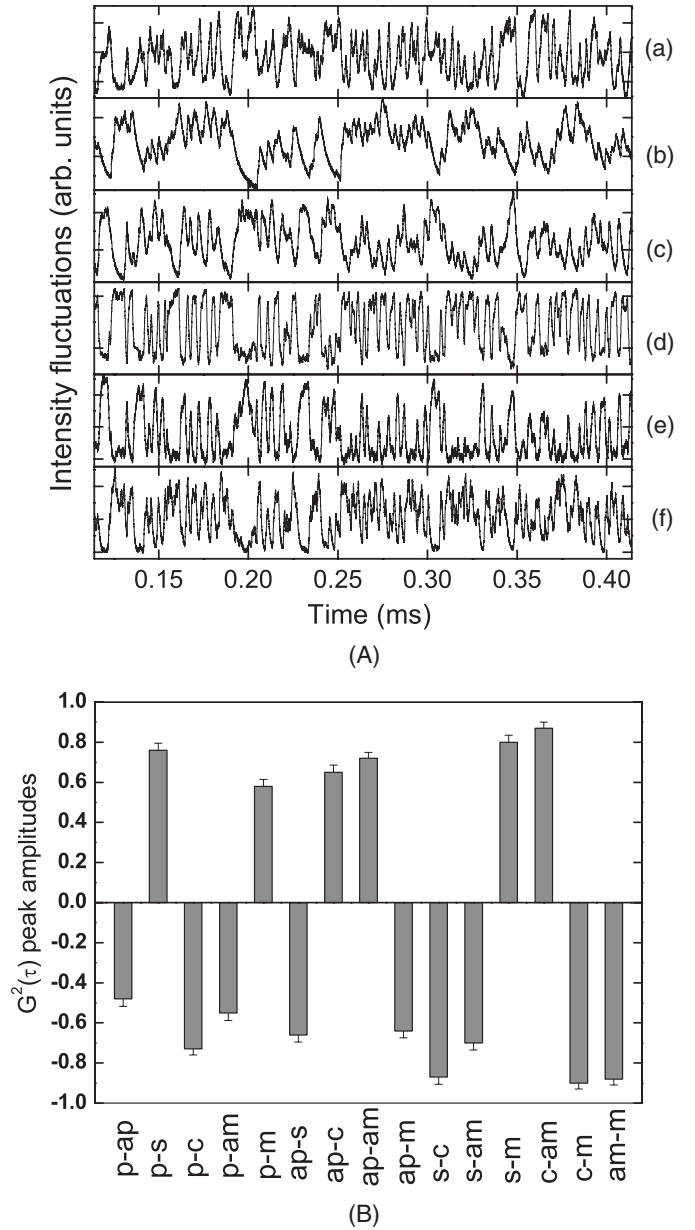 Intensity fluctuations (arb. units)
(a)
(b)
(c)
(d)
(e)
(f)
0.15 0.20 0.25 0.30 0.35 0.40
Time (ms)
(A)
G²(τ) peak amplitudes
1.0
0.8
0.6
0.4
0.2
0.0
-0.2
-0.4
-0.6
-0.8
-1.0
p-ap p-s p-c p-am p-m ap-s ap-c ap-am ap-m s-c s-am s-m c-am c-m am-m
(B)